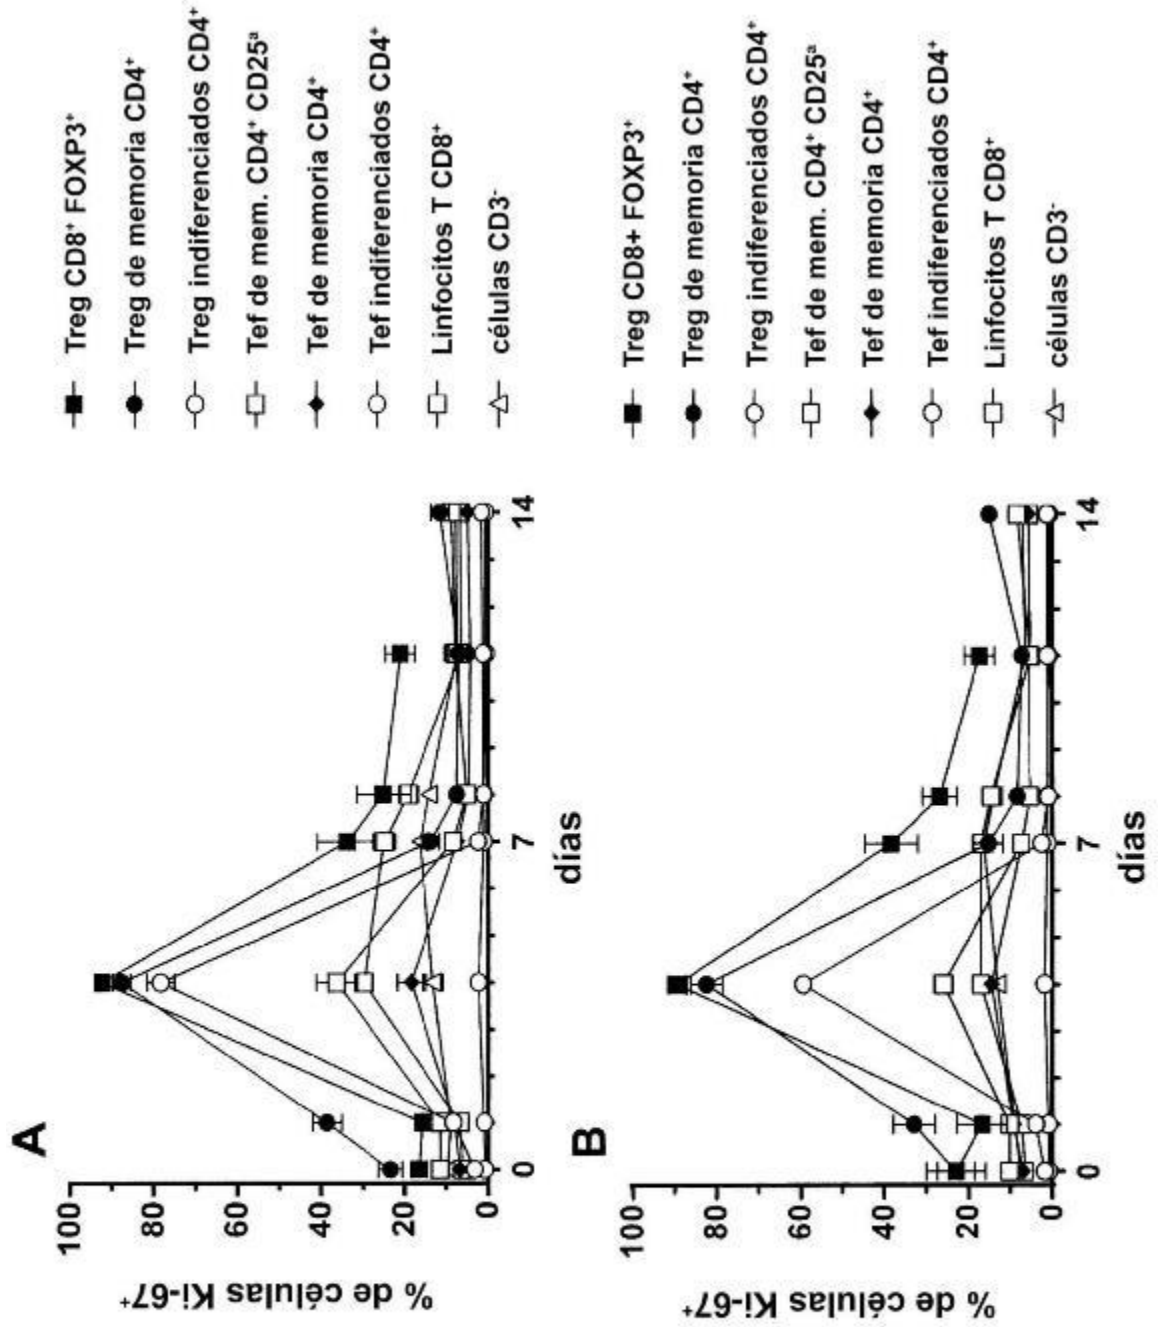 A
% de células Ki-67⁺
100
80
60
40
20
0
0
7
14
días
Treg CD8⁺ FOXP3⁺
Treg de memoria CD4⁺
Treg indiferenciados CD4⁺
Tef de mem. CD4⁺ CD25ª
Tef de memoria CD4⁺
Tef indiferenciados CD4⁺
Linfocitos T CD8⁺
células CD3⁻
B
% de células Ki-67⁺
100
80
60
40
20
0
0
7
14
días
Treg CD8+ FOXP3⁺
Treg de memoria CD4⁺
Treg indiferenciados CD4⁺
Tef de mem. CD4⁺ CD25ª
Tef de memoria CD4⁺
Tef indiferenciados CD4⁺
Linfocitos T CD8⁺
células CD3⁻